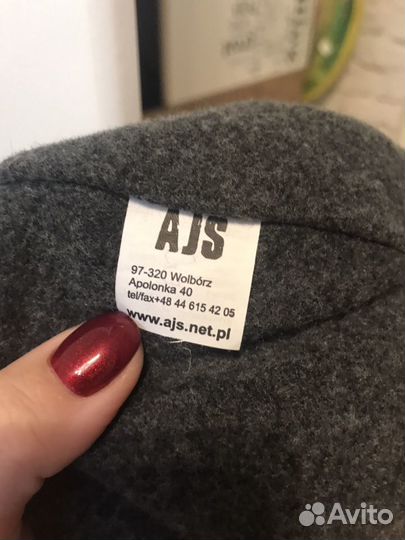 AJS
97-320 Wolbórz
Apolonka 40
tel/fax+48 44 615 42 05
www.ajs.net.pl
Avito